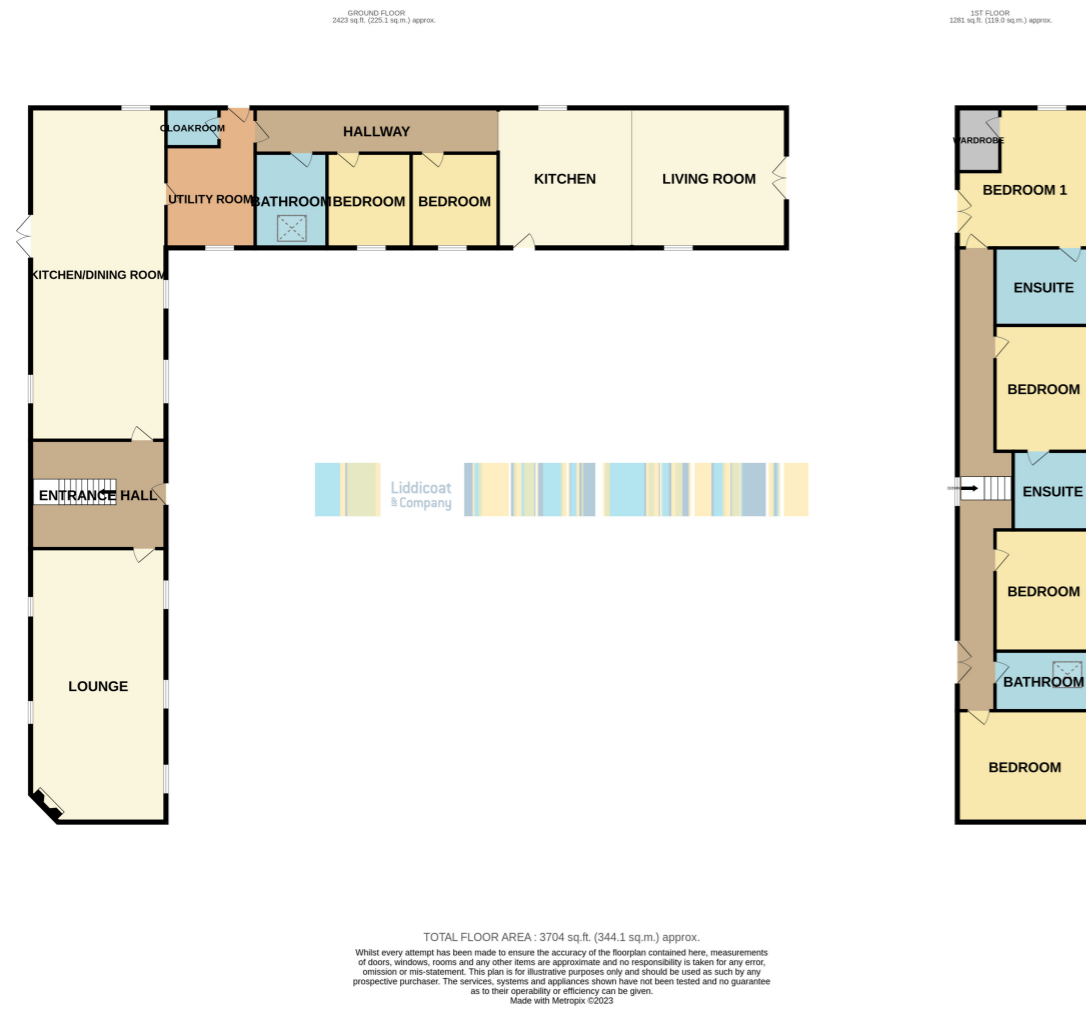 GROUND FLOOR
2423 sq.ft. (225.1 sq.m.) approx.
1ST FLOOR
1281 sq.ft. (119.0 sq.m.) approx.
CLOAKROOM
HALLWAY
KITCHEN
LIVING ROOM
UTILITY ROOM
BATHROOM
BEDROOM
BEDROOM
KITCHEN/DINING ROOM
ENTRANCE HALL
LOUNGE
WARDROBE
BEDROOM 1
ENSUITE
BEDROOM
ENSUITE
BEDROOM
BATHROOM
BEDROOM
Liddicoat
& Company
TOTAL FLOOR AREA : 3704 sq.ft. (344.1 sq.m.) approx.
Whilst every attempt has been made to ensure the accuracy of the floorplan contained here, measurements
of doors, windows, rooms and any other items are approximate and no responsibility is taken for any error,
omission or mis-statement. This plan is for illustrative purposes only and should be used as such by any
prospective purchaser. The services, systems and appliances shown have not been tested and no guarantee
as to their operability or efficiency can be given.
Made with Metropix ©2023